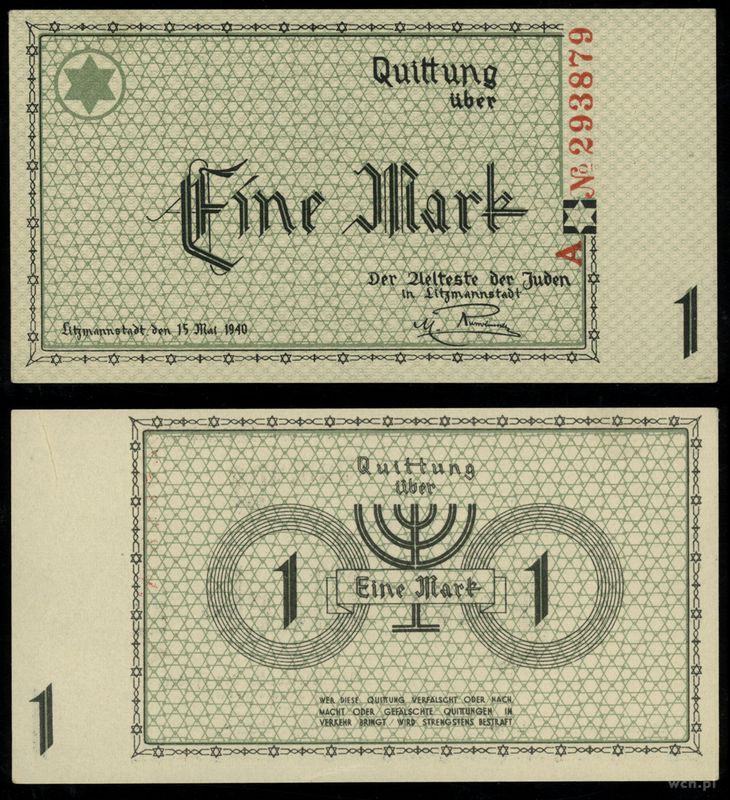 Quittung
über
Eine Mark
Der Aelteste der Juden
in Litzmannstadt
Litzmannstadt, den 15. Mai 1940
A № 293879
1
Quittung
über
1
Eine Mark
1
WER DIESE QUITTUNG VERFÄLSCHT ODER NACH
MACHT ODER GEFÄLSCHTE QUITTUNGEN IN
VERKEHR BRINGT / WIRD STRENGSTENS BESTRAFT
1
wcn.pl